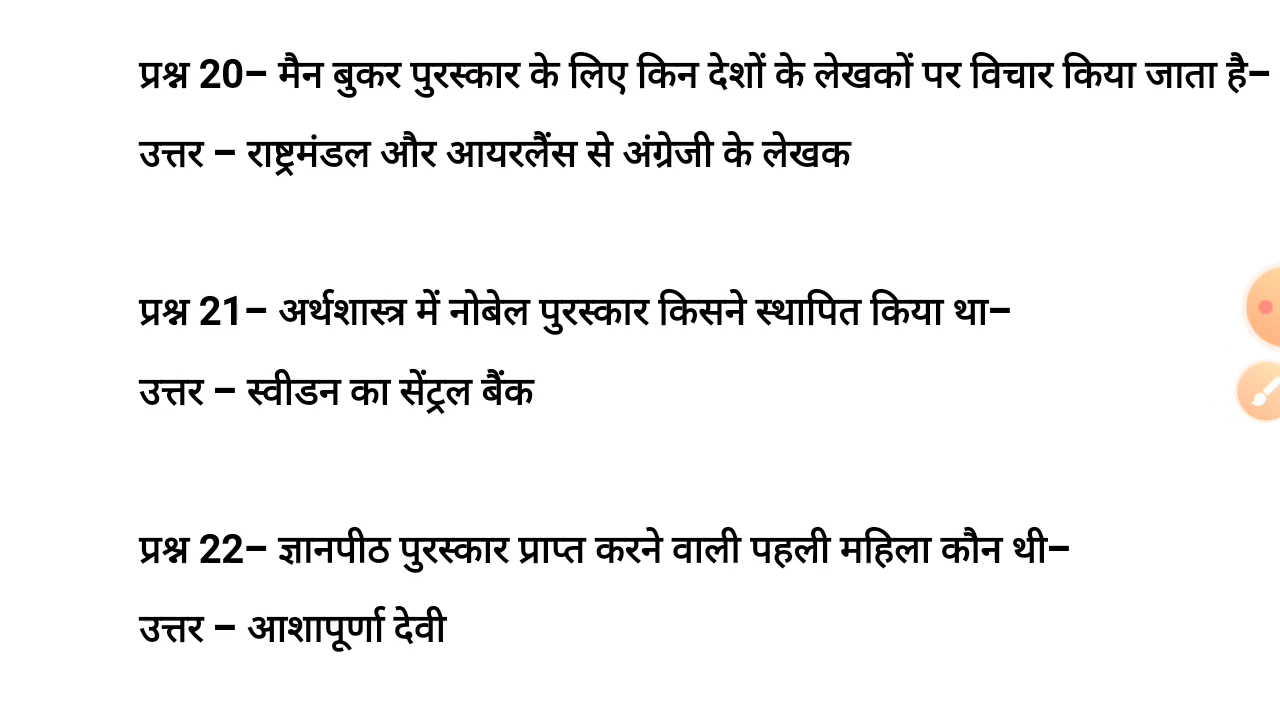 प्रश्न 20– मैन बुकर पुरस्कार के लिए किन देशों के लेखकों पर विचार किया जाता है–
उत्तर – राष्ट्रमंडल और आयरलैंस से अंग्रेजी के लेखक
प्रश्न 21– अर्थशास्त्र में नोबेल पुरस्कार किसने स्थापित किया था–
उत्तर – स्वीडन का सेंट्रल बैंक
प्रश्न 22– ज्ञानपीठ पुरस्कार प्राप्त करने वाली पहली महिला कौन थी–
उत्तर – आशापूर्णा देवी